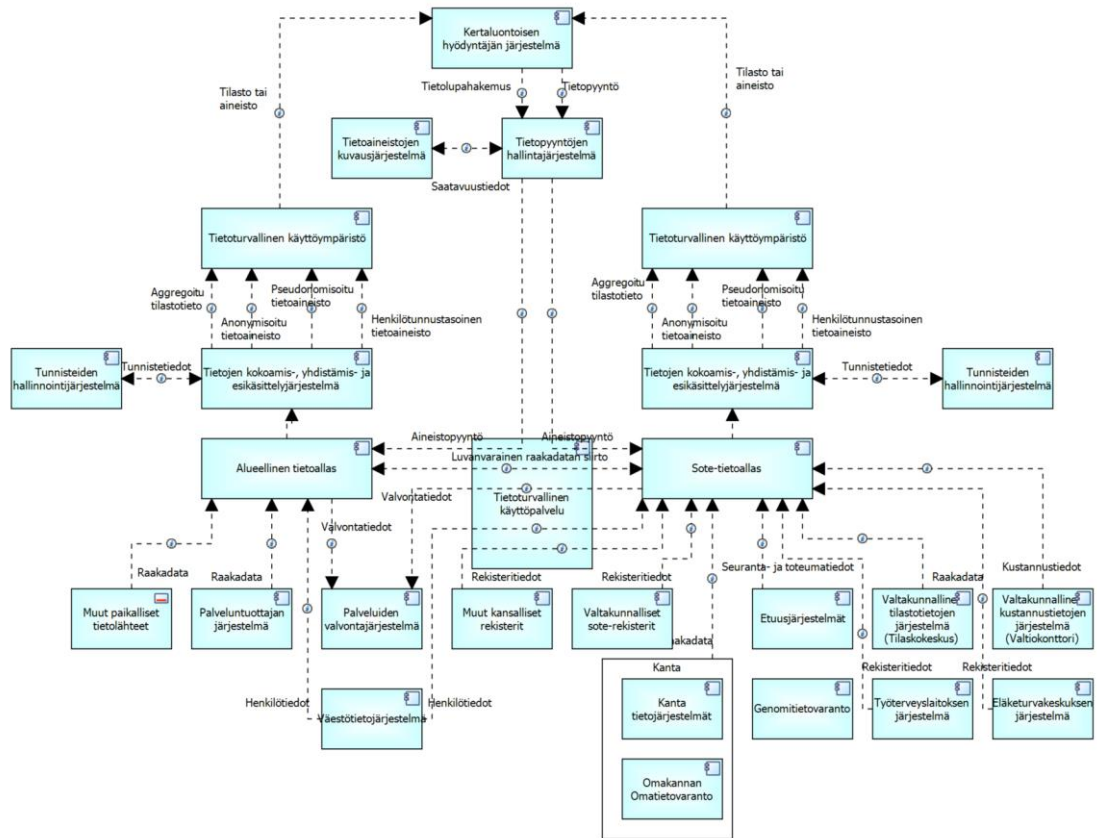 Kertaluontoisen
hyödyntäjän järjestelmä
Tilasto tai
aineisto
Tietolupahakemus
Tietopyyntö
Tilasto tai
aineisto
Tietoaineistojen
kuvausjärjestelmä
Tietopyyntöjen
hallintajärjestelmä
Saatavuustiedot
Tietoturvallinen käyttöympäristö
Tietoturvallinen käyttöympäristö
Aggregoitu
tilastotieto
Anonymisoitu
tietoaineisto
Pseudonomisoitu
tietoaineisto
Henkilötunnustasoinen
tietoaineisto
Aggregoitu
tilastotieto
Anonymisoitu
tietoaineisto
Pseudonomisoitu
tietoaineisto
Henkilötunnustasoinen
tietoaineisto
Tunnisteiden
hallinnointijärjestelmä
Tunnistetiedot
Tietojen kokoamis-, yhdistämis- ja
esikäsittelyjärjestelmä
Tietojen kokoamis-, yhdistämis- ja
esikäsittelyjärjestelmä
Tunnistetiedot
Tunnisteiden
hallinnointijärjestelmä
Aineistopyyntö
Aineistopyyntö
Alueellinen tietoallas
Luvanvarainen raakadatan siirto
Sote-tietoallas
Tietoturvallinen
käyttöpalvelu
Valvontatiedot
Valvontatiedot
Raakadata
Raakadata
Rekisteritiedot
Rekisteritiedot
Seuranta- ja toteumatiedot
Raakadata
Kustannustiedot
Muut paikalliset
tietolähteet
Palveluntuottajan
järjestelmä
Palveluiden
valvontajärjestelmä
Muut kansalliset
rekisterit
Valtakunnalliset
sote-rekisterit
Etuusjärjestelmät
Valtakunnalline
tilastotietojen
järjestelmä
(Tilaskokeskus)
Valtakunnalline
kustannustietojen
järjestelmä
(Valtiokonttori)
aakadata
Kanta
Rekisteritiedot
Rekisteritiedot
Henkilötiedot
Väestötietojärjestelmä
Henkilötiedot
Kanta
tietojärjestelmät
Genomitietovaranto
Työterveyslaitoksen
järjestelmä
Eläketurvakeskuksen
järjestelmä
Omakannan
Omatietovaranto